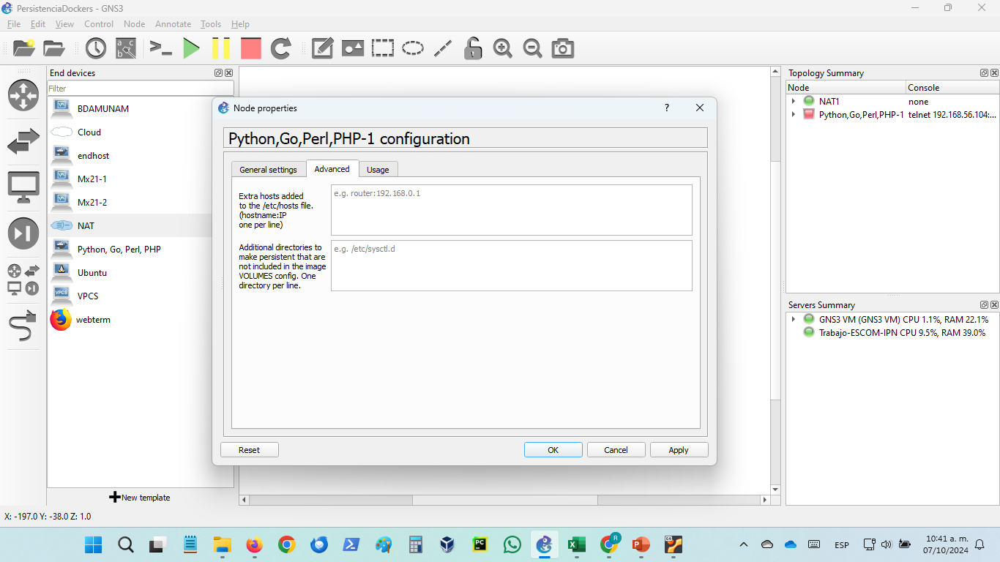 PersistenciaDockers - GNS3
File Edit View Control Node Annotate Tools Help
End devices
Filter
BDAMUNAM
Cloud
endhost
Mx21-1
Mx21-2
NAT
Python, Go, Perl, PHP
Ubuntu
VPCS
webterm
New template
Node properties
?
Python,Go,Perl,PHP-1 configuration
General settings Advanced Usage
Extra hosts added
to the /etc/hosts file.
(hostname:IP
one per line)
e.g. router:192.168.0.1
Additional directories to
make persistent that are
not included in the image
VOLUMES config. One
directory per line.
e.g. /etc/sysctl.d
Reset OK Cancel Apply
Topology Summary
Node Console
NAT1 none
Python,Go,Perl,PHP-1 telnet 192.168.56.104:...
Servers Summary
GNS3 VM (GNS3 VM) CPU 1.1%, RAM 22.1%
Trabajo-ESCOM-IPN CPU 9.5%, RAM 39.0%
X: -197.0 Y: -38.0 Z: 1.0
ESP
10:41 a. m.
07/10/2024